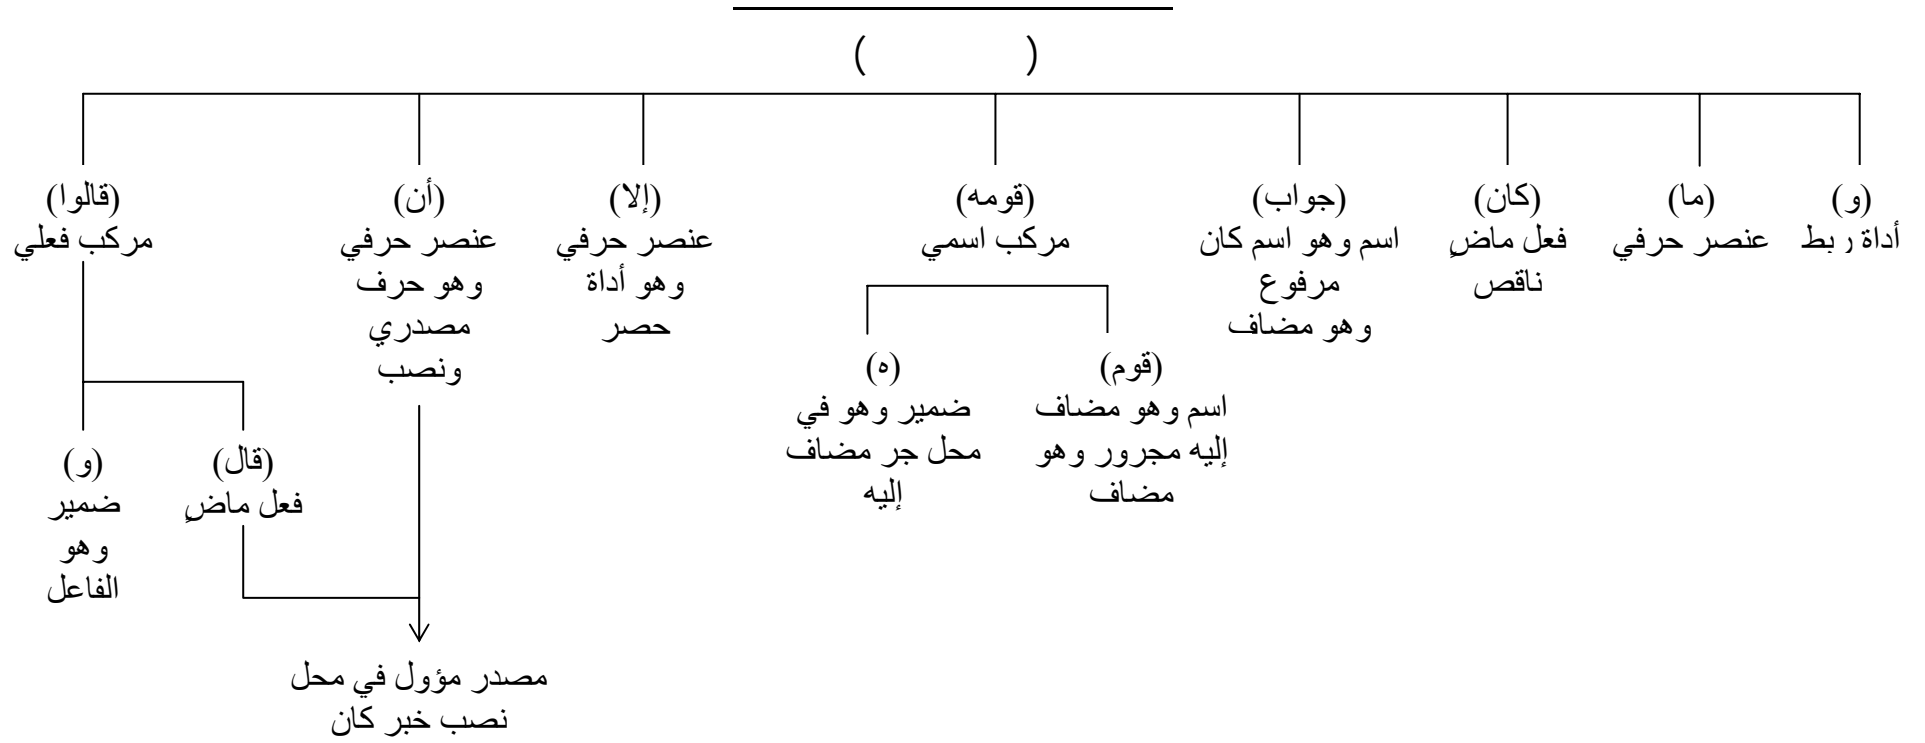 ( )
(و)
أداة ربط
(ما)
عنصر حرفي
(كان)
فعل ماضٍ
ناقص
(جواب)
اسم وهو اسم كان
مرفوع
وهو مضاف
(قومه)
مركب اسمي
(قوم)
اسم وهو مضاف
إليه مجرور وهو
مضاف
(ه)
ضمير وهو في
محل جر مضاف
إليه
(إلا)
عنصر حرفي
وهو أداة
حصر
(أن)
عنصر حرفي
وهو حرف
مصدري
ونصب
(قالوا)
مركب فعلي
(قال)
فعل ماضٍ
(و)
ضمير
وهو
الفاعل
مصدر مؤول في محل
نصب خبر كان